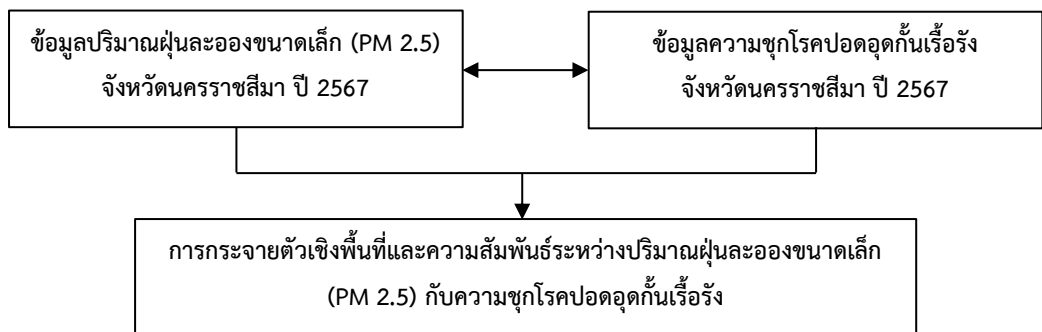 ข้อมูลปริมาณฝุ่นละอองขนาดเล็ก (PM 2.5)
จังหวัดนครราชสีมา ปี 2567
ข้อมูลความชุกโรคปอดอุดกั้นเรื้อรัง
จังหวัดนครราชสีมา ปี 2567
การกระจายตัวเชิงพื้นที่และความสัมพันธ์ระหว่างปริมาณฝุ่นละอองขนาดเล็ก
(PM 2.5) กับความชุกโรคปอดอุดกั้นเรื้อรัง